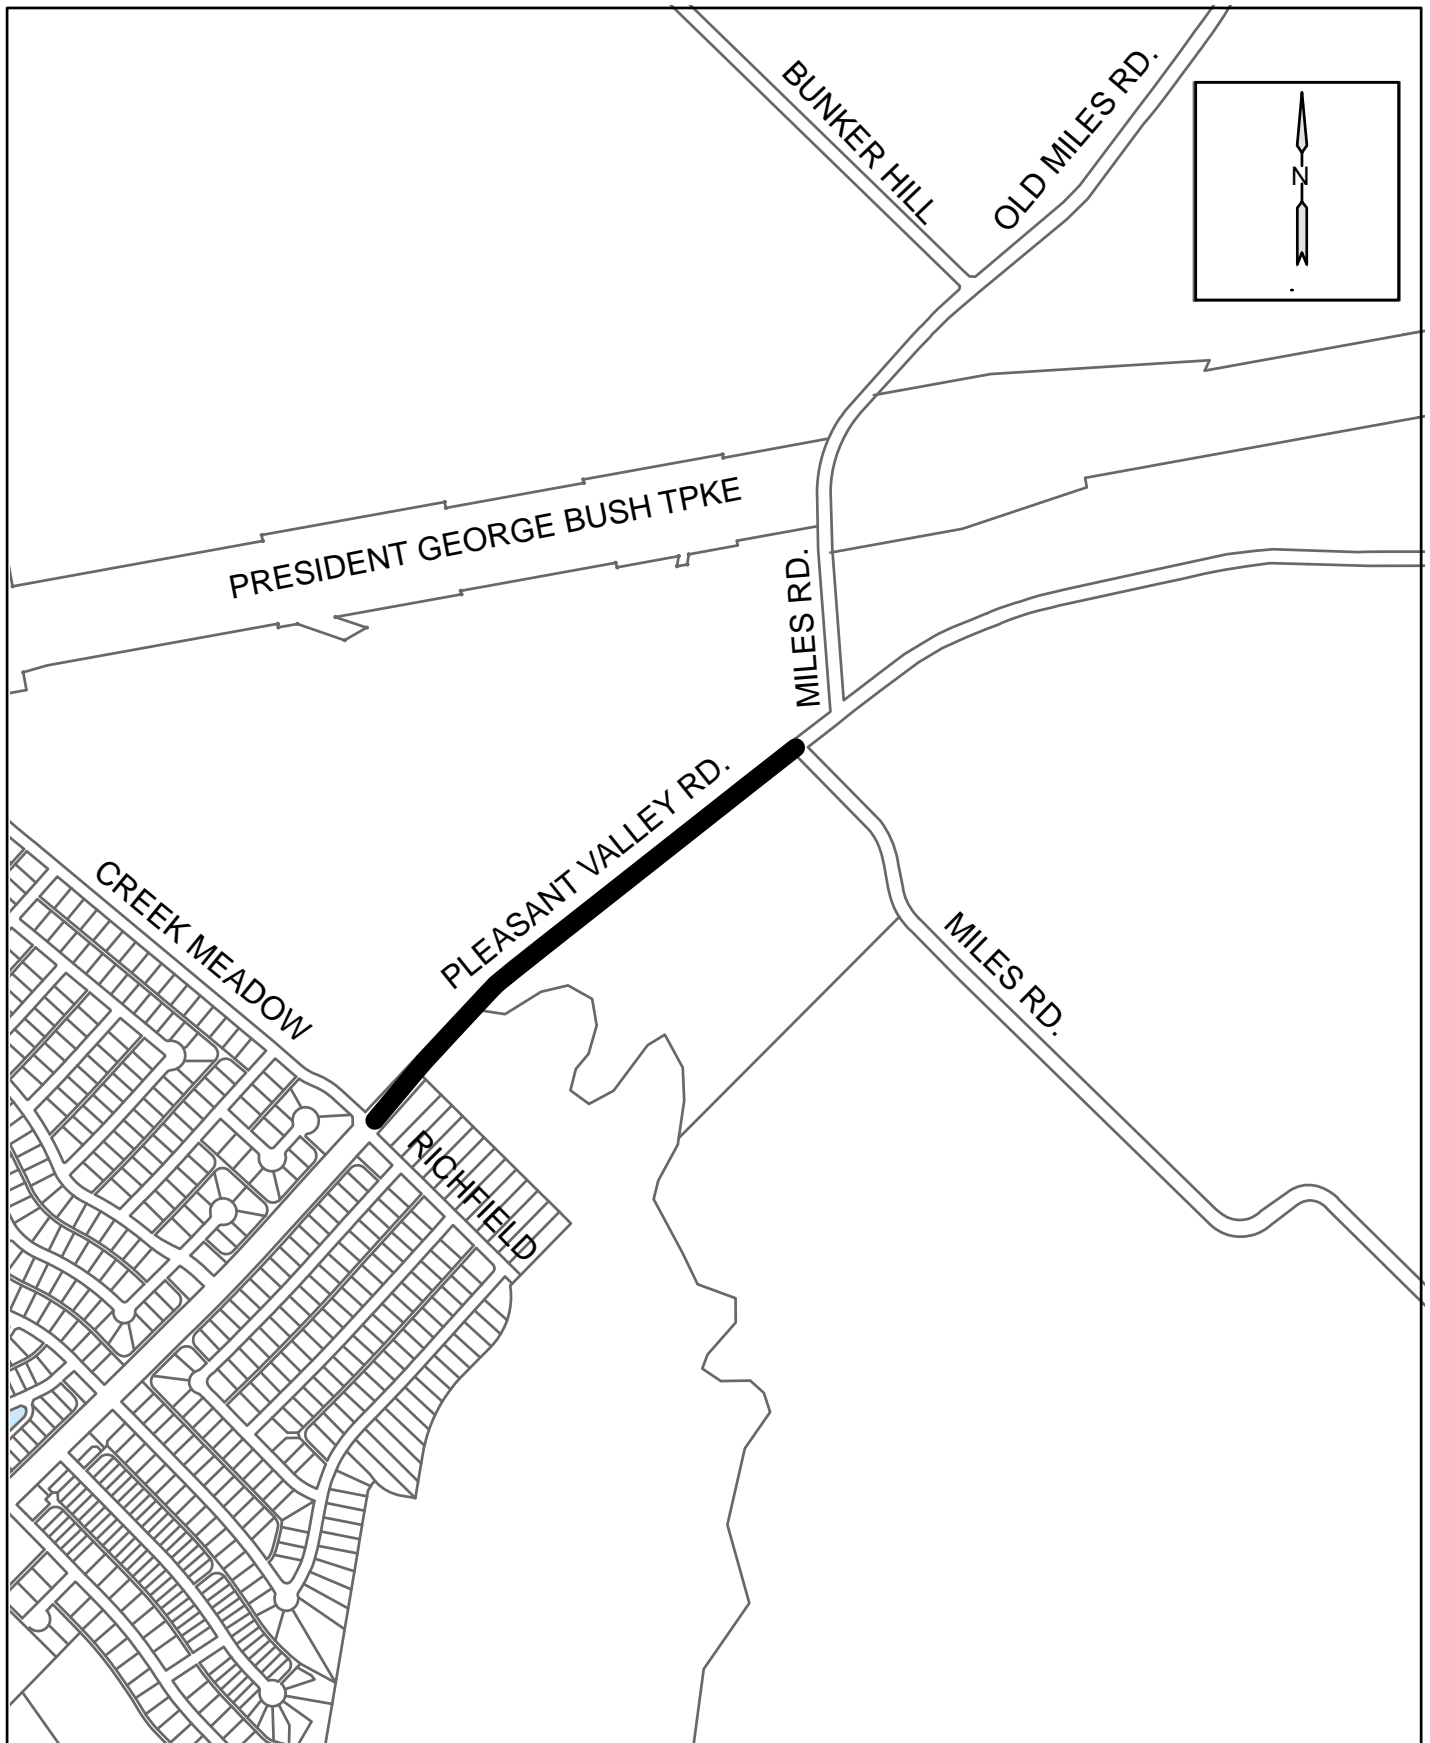 BUNKER HILL
OLD MILES RD.
N
PRESIDENT GEORGE BUSH TPKE
MILES RD.
PLEASANT VALLEY RD.
CREEK MEADOW
MILES RD.
RICHFIELD